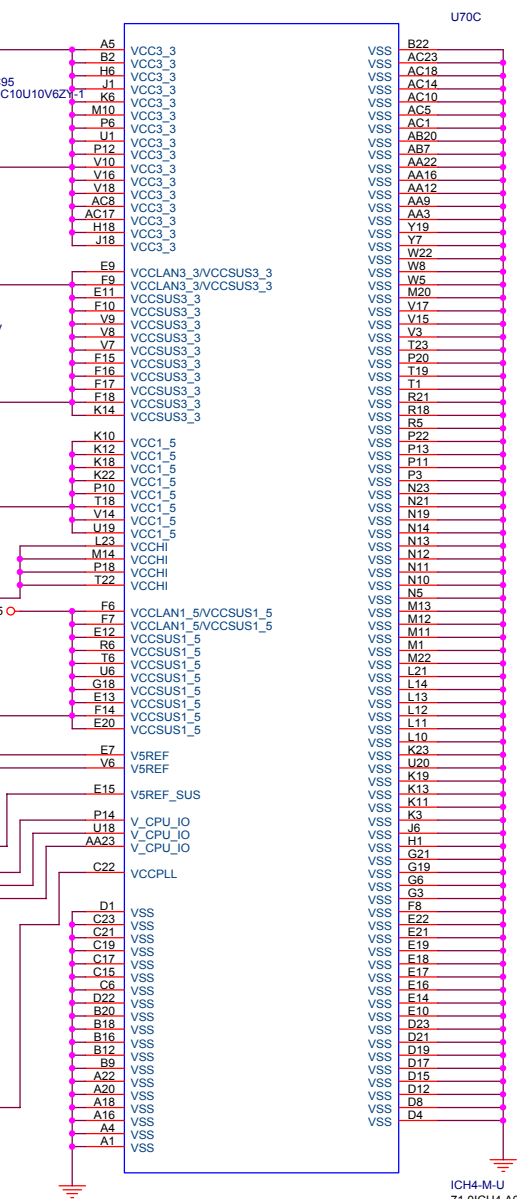 U70C
95
C10U10V6ZY-1
A5 VCC3_3
B2 VCC3_3
H6 VCC3_3
J1 VCC3_3
K6 VCC3_3
M10 VCC3_3
P6 VCC3_3
U1 VCC3_3
P12 VCC3_3
V10 VCC3_3
V16 VCC3_3
V18 VCC3_3
AC8 VCC3_3
AC17 VCC3_3
H18 VCC3_3
J18 VCC3_3
E9 VCCLAN3_3/VCCSUS3_3
F9 VCCLAN3_3/VCCSUS3_3
E11 VCCSUS3_3
F10 VCCSUS3_3
V9 VCCSUS3_3
V8 VCCSUS3_3
V7 VCCSUS3_3
F15 VCCSUS3_3
F16 VCCSUS3_3
F17 VCCSUS3_3
F18 VCCSUS3_3
K14 VCCSUS3_3
K10 VCC1_5
K12 VCC1_5
K18 VCC1_5
K22 VCC1_5
P10 VCC1_5
T18 VCC1_5
V14 VCC1_5
U19 VCC1_5
L23 VCCHI
M14 VCCHI
P18 VCCHI
T22 VCCHI
5
F6 VCCLAN1_5/VCCSUS1_5
F7 VCCLAN1_5/VCCSUS1_5
E12 VCCSUS1_5
R6 VCCSUS1_5
T6 VCCSUS1_5
U6 VCCSUS1_5
G18 VCCSUS1_5
E13 VCCSUS1_5
F14 VCCSUS1_5
E20 VCCSUS1_5
E7 V5REF
V6 V5REF
E15 V5REF_SUS
P14 V_CPU_IO
U18 V_CPU_IO
AA23 V_CPU_IO
C22 VCCPLL
D1 VSS
C23 VSS
C21 VSS
C19 VSS
C17 VSS
C15 VSS
C6 VSS
D22 VSS
B20 VSS
B18 VSS
B16 VSS
B12 VSS
B9 VSS
A22 VSS
A20 VSS
A18 VSS
A16 VSS
A4 VSS
A1 VSS
VSS B22
VSS AC23
VSS AC18
VSS AC14
VSS AC10
VSS AC5
VSS AC1
VSS AB20
VSS AB7
VSS AA22
VSS AA16
VSS AA12
VSS AA9
VSS AA3
VSS Y19
VSS Y7
VSS W22
VSS W8
VSS W5
VSS M20
VSS V17
VSS V15
VSS V3
VSS T23
VSS P20
VSS T19
VSS T1
VSS R21
VSS R18
VSS R5
VSS P22
VSS P13
VSS P11
VSS P3
VSS N23
VSS N21
VSS N19
VSS N14
VSS N13
VSS N12
VSS N11
VSS N10
VSS N5
VSS M13
VSS M12
VSS M11
VSS M1
VSS M22
VSS L21
VSS L14
VSS L13
VSS L12
VSS L11
VSS L10
VSS K23
VSS U20
VSS K19
VSS K13
VSS K11
VSS K3
VSS J6
VSS H1
VSS G21
VSS G19
VSS G6
VSS G3
VSS F8
VSS E22
VSS E21
VSS E19
VSS E18
VSS E17
VSS E16
VSS E14
VSS E10
VSS D23
VSS D21
VSS D19
VSS D17
VSS D15
VSS D12
VSS D8
VSS D4
ICH4-M-U